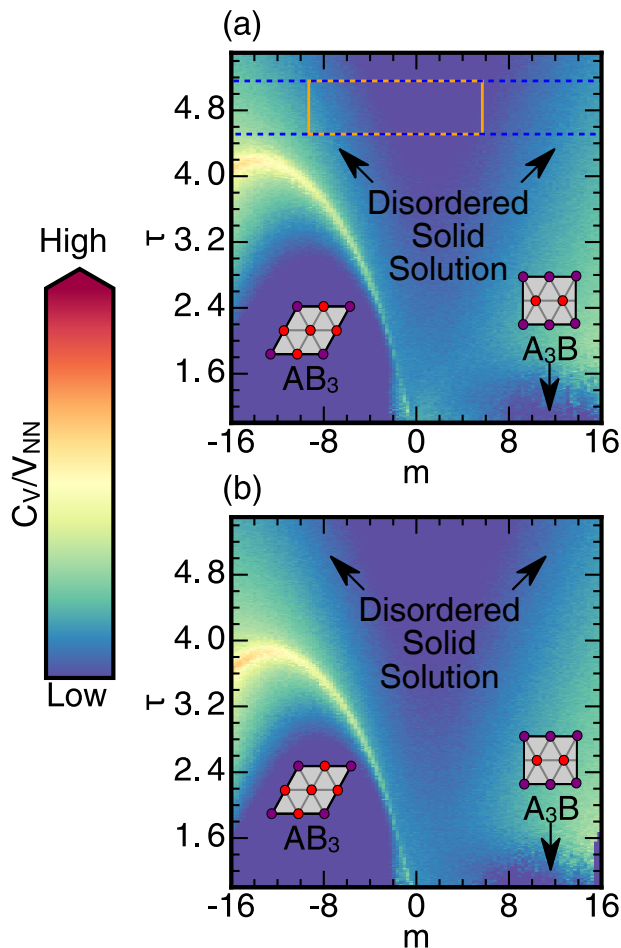 (a)
4.8
4.0
τ
3.2
2.4
1.6
Disordered
Solid
Solution
AB₃
A₃B
-16 -8 0 8 16
m
High
Cᵥ/V_NN
Low
(b)
4.8
4.0
τ
3.2
2.4
1.6
Disordered
Solid
Solution
AB₃
A₃B
-16 -8 0 8 16
m